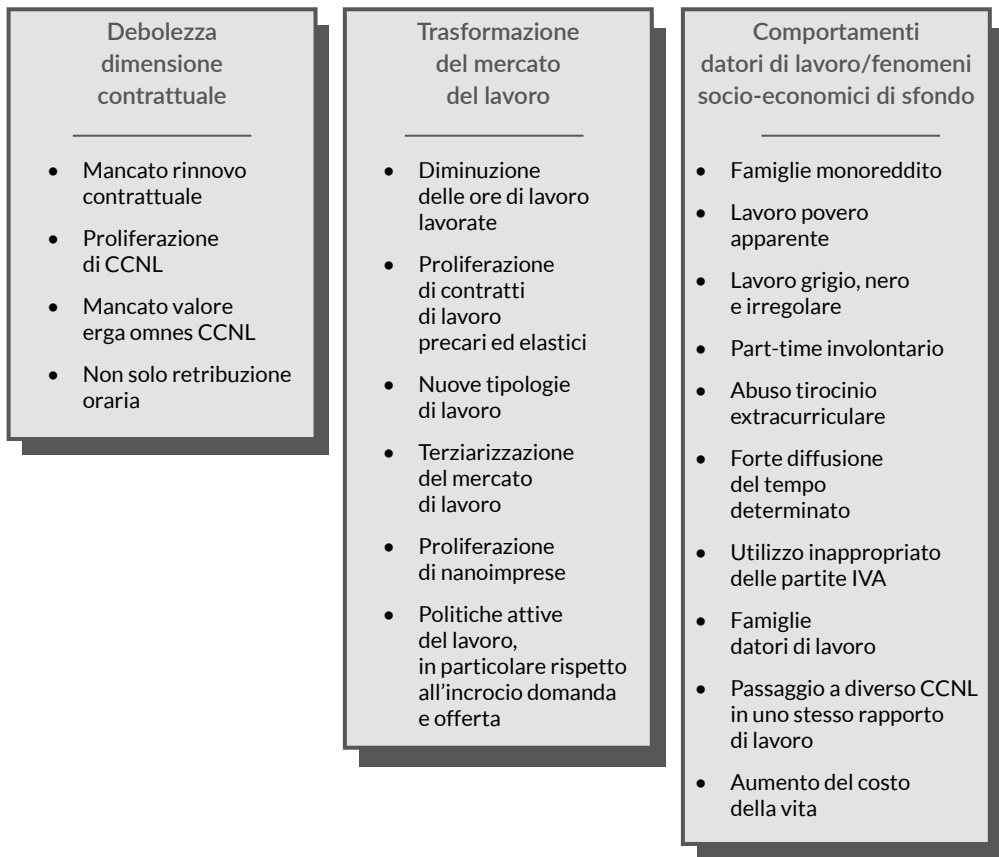 Debolezza
dimensione
contrattuale
• Mancato rinnovo
contrattuale
• Proliferazione
di CCNL
• Mancato valore
erga omnes CCNL
• Non solo retribuzione
oraria
Trasformazione
del mercato
del lavoro
• Diminuzione
delle ore di lavoro
lavorate
• Proliferazione
di contratti
di lavoro
precari ed elastici
• Nuove tipologie
di lavoro
• Terziarizzazione
del mercato
di lavoro
• Proliferazione
di nanoimprese
• Politiche attive
del lavoro,
in particolare rispetto
all'incrocio domanda
e offerta
Comportamenti
datori di lavoro/fenomeni
socio-economici di sfondo
• Famiglie monoreddito
• Lavoro povero
apparente
• Lavoro grigio, nero
e irregolare
• Part-time involontario
• Abuso tirocinio
extracurriculare
• Forte diffusione
del tempo
determinato
• Utilizzo inappropriato
delle partite IVA
• Famiglie
datori di lavoro
• Passaggio a diverso CCNL
in uno stesso rapporto
di lavoro
• Aumento del costo
della vita